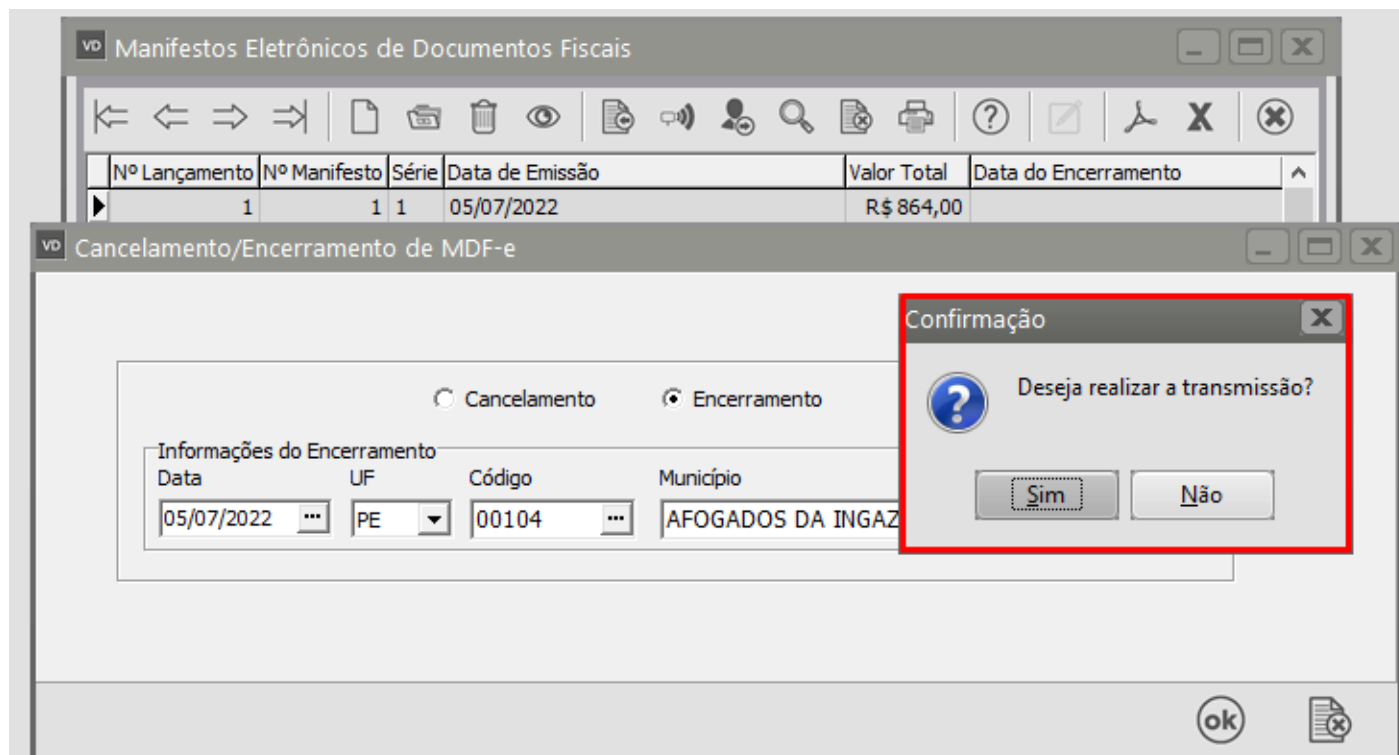 VD Manifestos Eletrônicos de Documentos Fiscais
Nº Lançamento Nº Manifesto Série Data de Emissão Valor Total Data do Encerramento
1 1 1 05/07/2022 R$ 864,00
VD Cancelamento/Encerramento de MDF-e
Confirmação
Deseja realizar a transmissão?
Sim Não
Cancelamento Encerramento
Informações do Encerramento
Data UF Código Município
05/07/2022 ... PE 00104 ... AFOGADOS DA INGAZ
ok